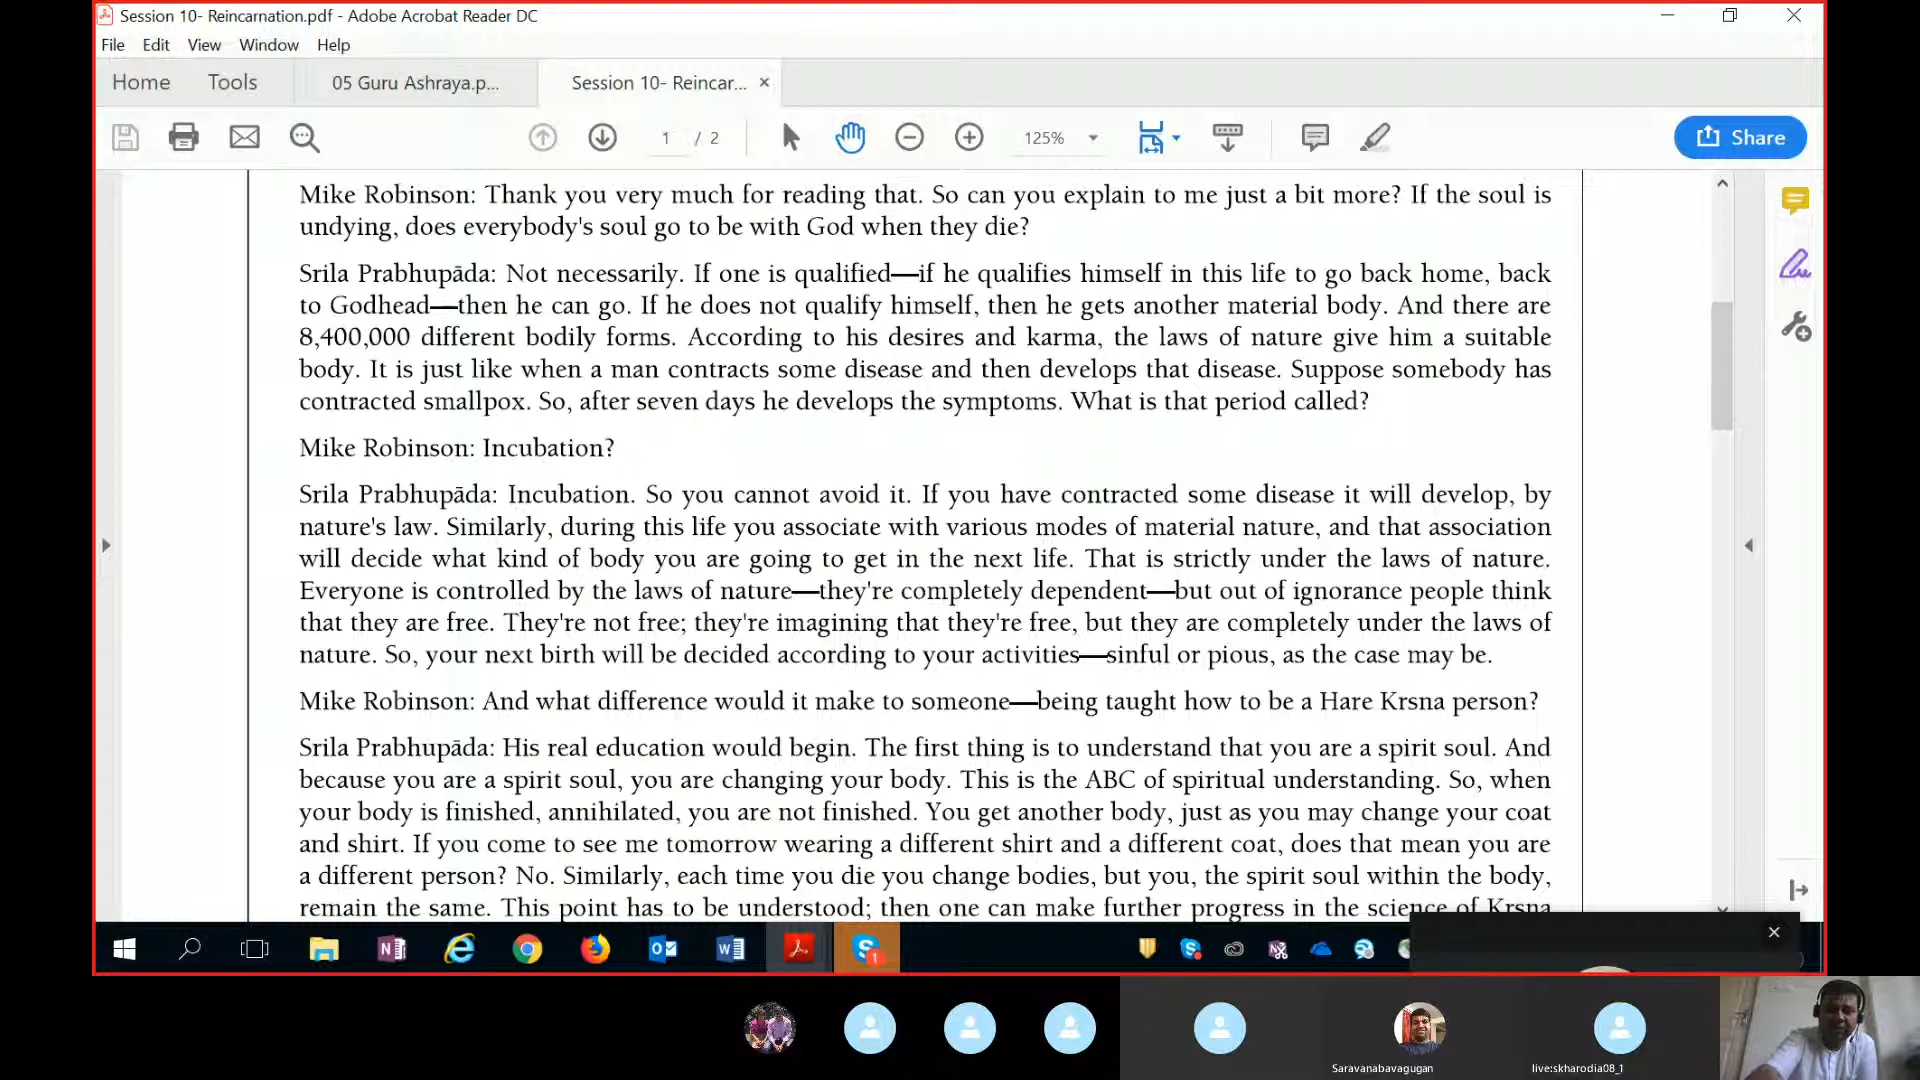 Session 10- Reincarnation.pdf - Adobe Acrobat Reader DC
File Edit View Window Help
Home Tools 05 Guru Ashraya.p... Session 10- Reincar... ×
1 / 2 125% Share
Mike Robinson: Thank you very much for reading that. So can you explain to me just a bit more? If the soul is
undying, does everybody's soul go to be with God when they die?
Srila Prabhupāda: Not necessarily. If one is qualified—if he qualifies himself in this life to go back home, back
to Godhead—then he can go. If he does not qualify himself, then he gets another material body. And there are
8,400,000 different bodily forms. According to his desires and karma, the laws of nature give him a suitable
body. It is just like when a man contracts some disease and then develops that disease. Suppose somebody has
contracted smallpox. So, after seven days he develops the symptoms. What is that period called?
Mike Robinson: Incubation?
Srila Prabhupāda: Incubation. So you cannot avoid it. If you have contracted some disease it will develop, by
nature's law. Similarly, during this life you associate with various modes of material nature, and that association
will decide what kind of body you are going to get in the next life. That is strictly under the laws of nature.
Everyone is controlled by the laws of nature—they're completely dependent—but out of ignorance people think
that they are free. They're not free; they're imagining that they're free, but they are completely under the laws of
nature. So, your next birth will be decided according to your activities—sinful or pious, as the case may be.
Mike Robinson: And what difference would it make to someone—being taught how to be a Hare Krsna person?
Srila Prabhupāda: His real education would begin. The first thing is to understand that you are a spirit soul. And
because you are a spirit soul, you are changing your body. This is the ABC of spiritual understanding. So, when
your body is finished, annihilated, you are not finished. You get another body, just as you may change your coat
and shirt. If you come to see me tomorrow wearing a different shirt and a different coat, does that mean you are
a different person? No. Similarly, each time you die you change bodies, but you, the spirit soul within the body,
remain the same. This point has to be understood; then one can make further progress in the science of Krsna
1
Saravanabavagugan live:skharodia08_1